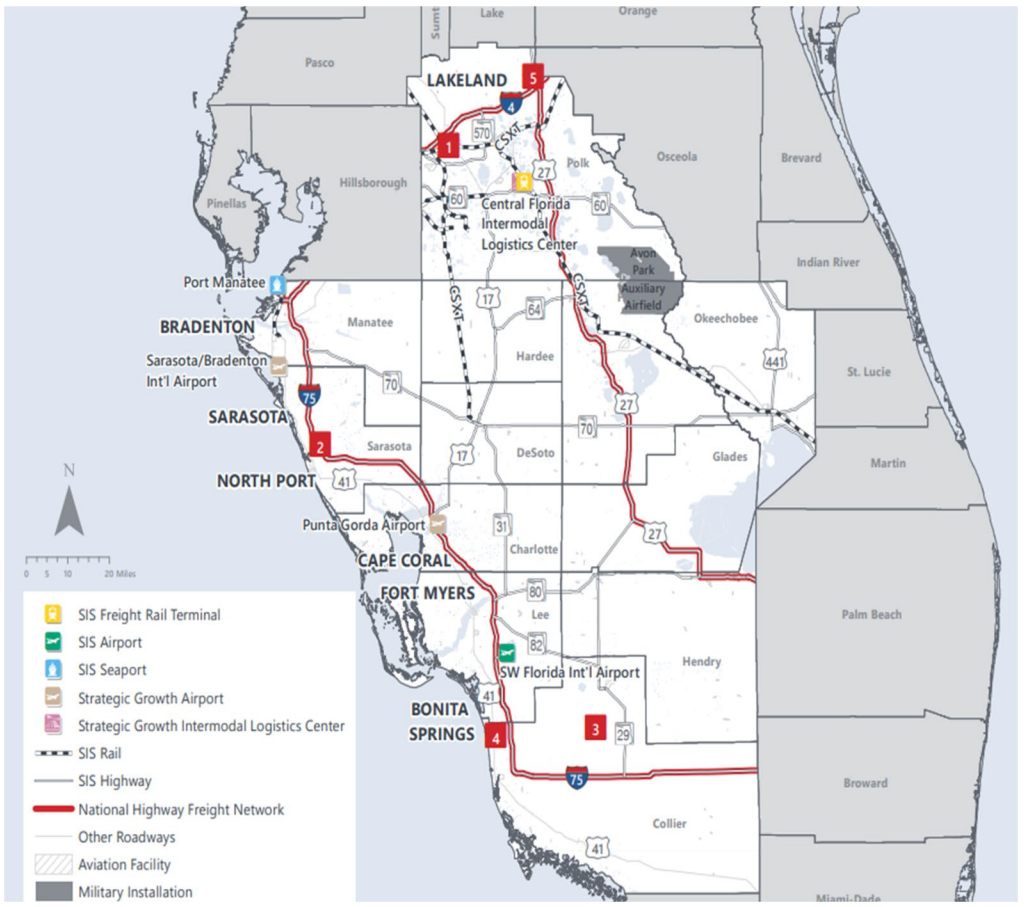 Lake
Orange
Sumt
Pasco
LAKELAND
5
4
570
CSXT
1
Polk
Osceola
Brevard
27
Hillsborough
Pinellas
60
Central Florida
Intermodal
Logistics Center
60
Avon
Park
Auxiliary
Airfield
Indian River
Port Manatee
CSXT
CSXT
17
64
Manatee
Okeechobee
BRADENTON
Hardee
Sarasota/Bradenton
Int'l Airport
441
St. Lucie
70
75
27
SARASOTA
70
2
Sarasota
17
DeSoto
Glades
Martin
N
NORTH PORT
41
Punta Gorda Airport
31
27
Charlotte
CAPE CORAL
0 5 10 20 Miles
FORT MYERS
80
Lee
Palm Beach
82
Hendry
SW Florida Int'l Airport
41
BONITA
SPRINGS
4
3
29
75
Broward
Collier
41
Miami-Dade
SIS Freight Rail Terminal
SIS Airport
SIS Seaport
Strategic Growth Airport
Strategic Growth Intermodal Logistics Center
SIS Rail
SIS Highway
National Highway Freight Network
Other Roadways
Aviation Facility
Military Installation